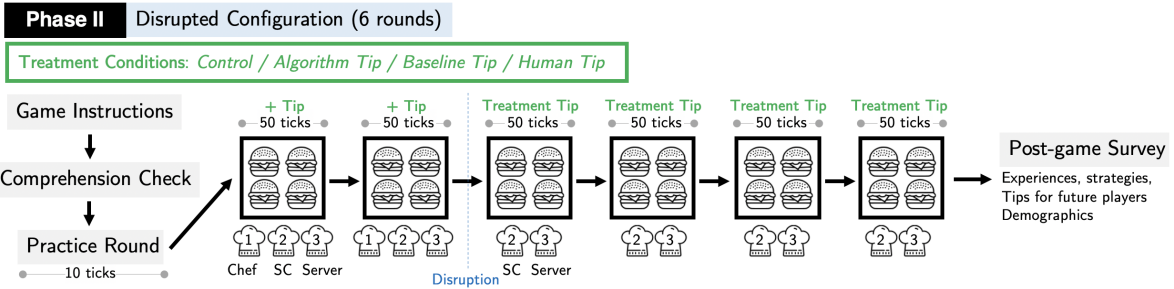 Phase II Disrupted Configuration (6 rounds)
Treatment Conditions: Control / Algorithm Tip / Baseline Tip / Human Tip
Game Instructions
Comprehension Check
Practice Round
10 ticks
+ Tip + Tip Treatment Tip Treatment Tip Treatment Tip Treatment Tip
50 ticks 50 ticks 50 ticks 50 ticks 50 ticks 50 ticks
1 2 3 1 2 3 2 3 2 3 2 3 2 3
Chef SC Server SC Server
Disruption
Post-game Survey
Experiences, strategies,
Tips for future players
Demographics